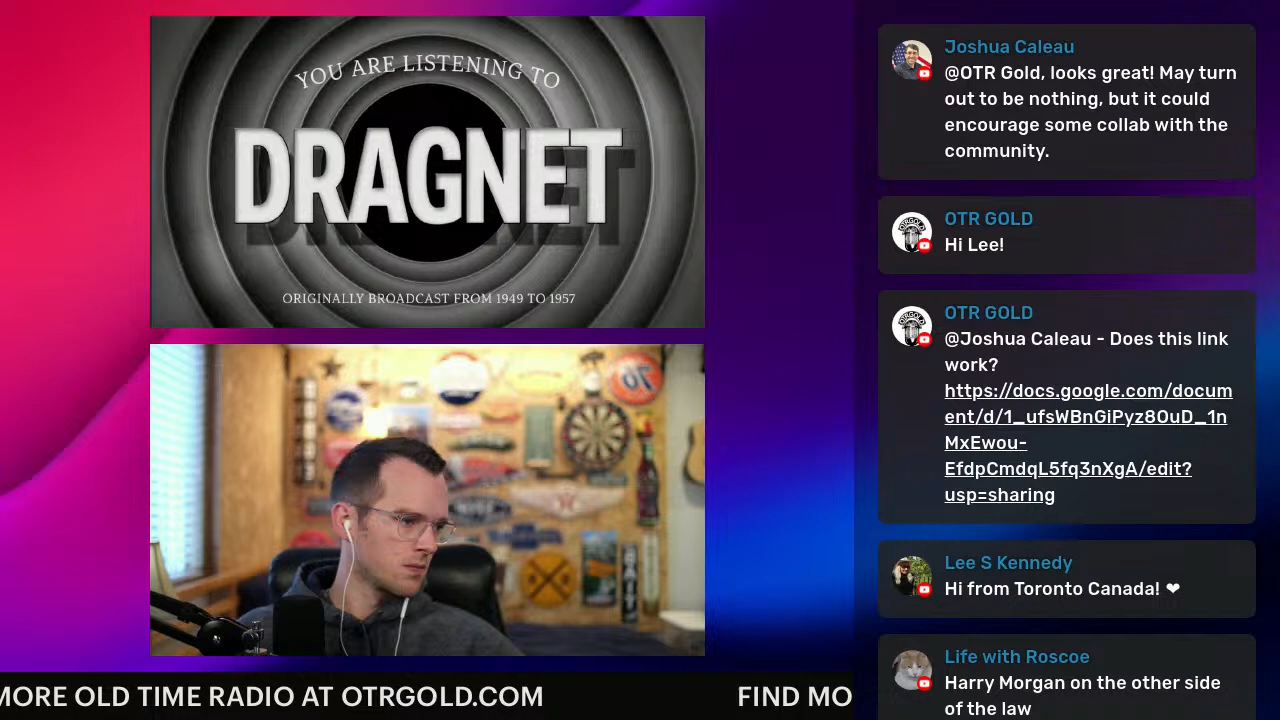 YOU ARE LISTENING TO
DRAGNET
ORIGINALLY BROADCAST FROM 1949 TO 1957
MORE OLD TIME RADIO AT OTRGOLD.COM
FIND MO
Joshua Caleau
@OTR Gold, looks great! May turn
out to be nothing, but it could
encourage some collab with the
community.
OTR GOLD
Hi Lee!
OTR GOLD
@Joshua Caleau - Does this link
work?
https://docs.google.com/docum
ent/d/1_ufsWBnGiPyz8OuD_1n
MxEwou-
EfdpCmdqL5fq3nXgA/edit?
usp=sharing
Lee S Kennedy
Hi from Toronto Canada! ❤
Life with Roscoe
Harry Morgan on the other side
of the law